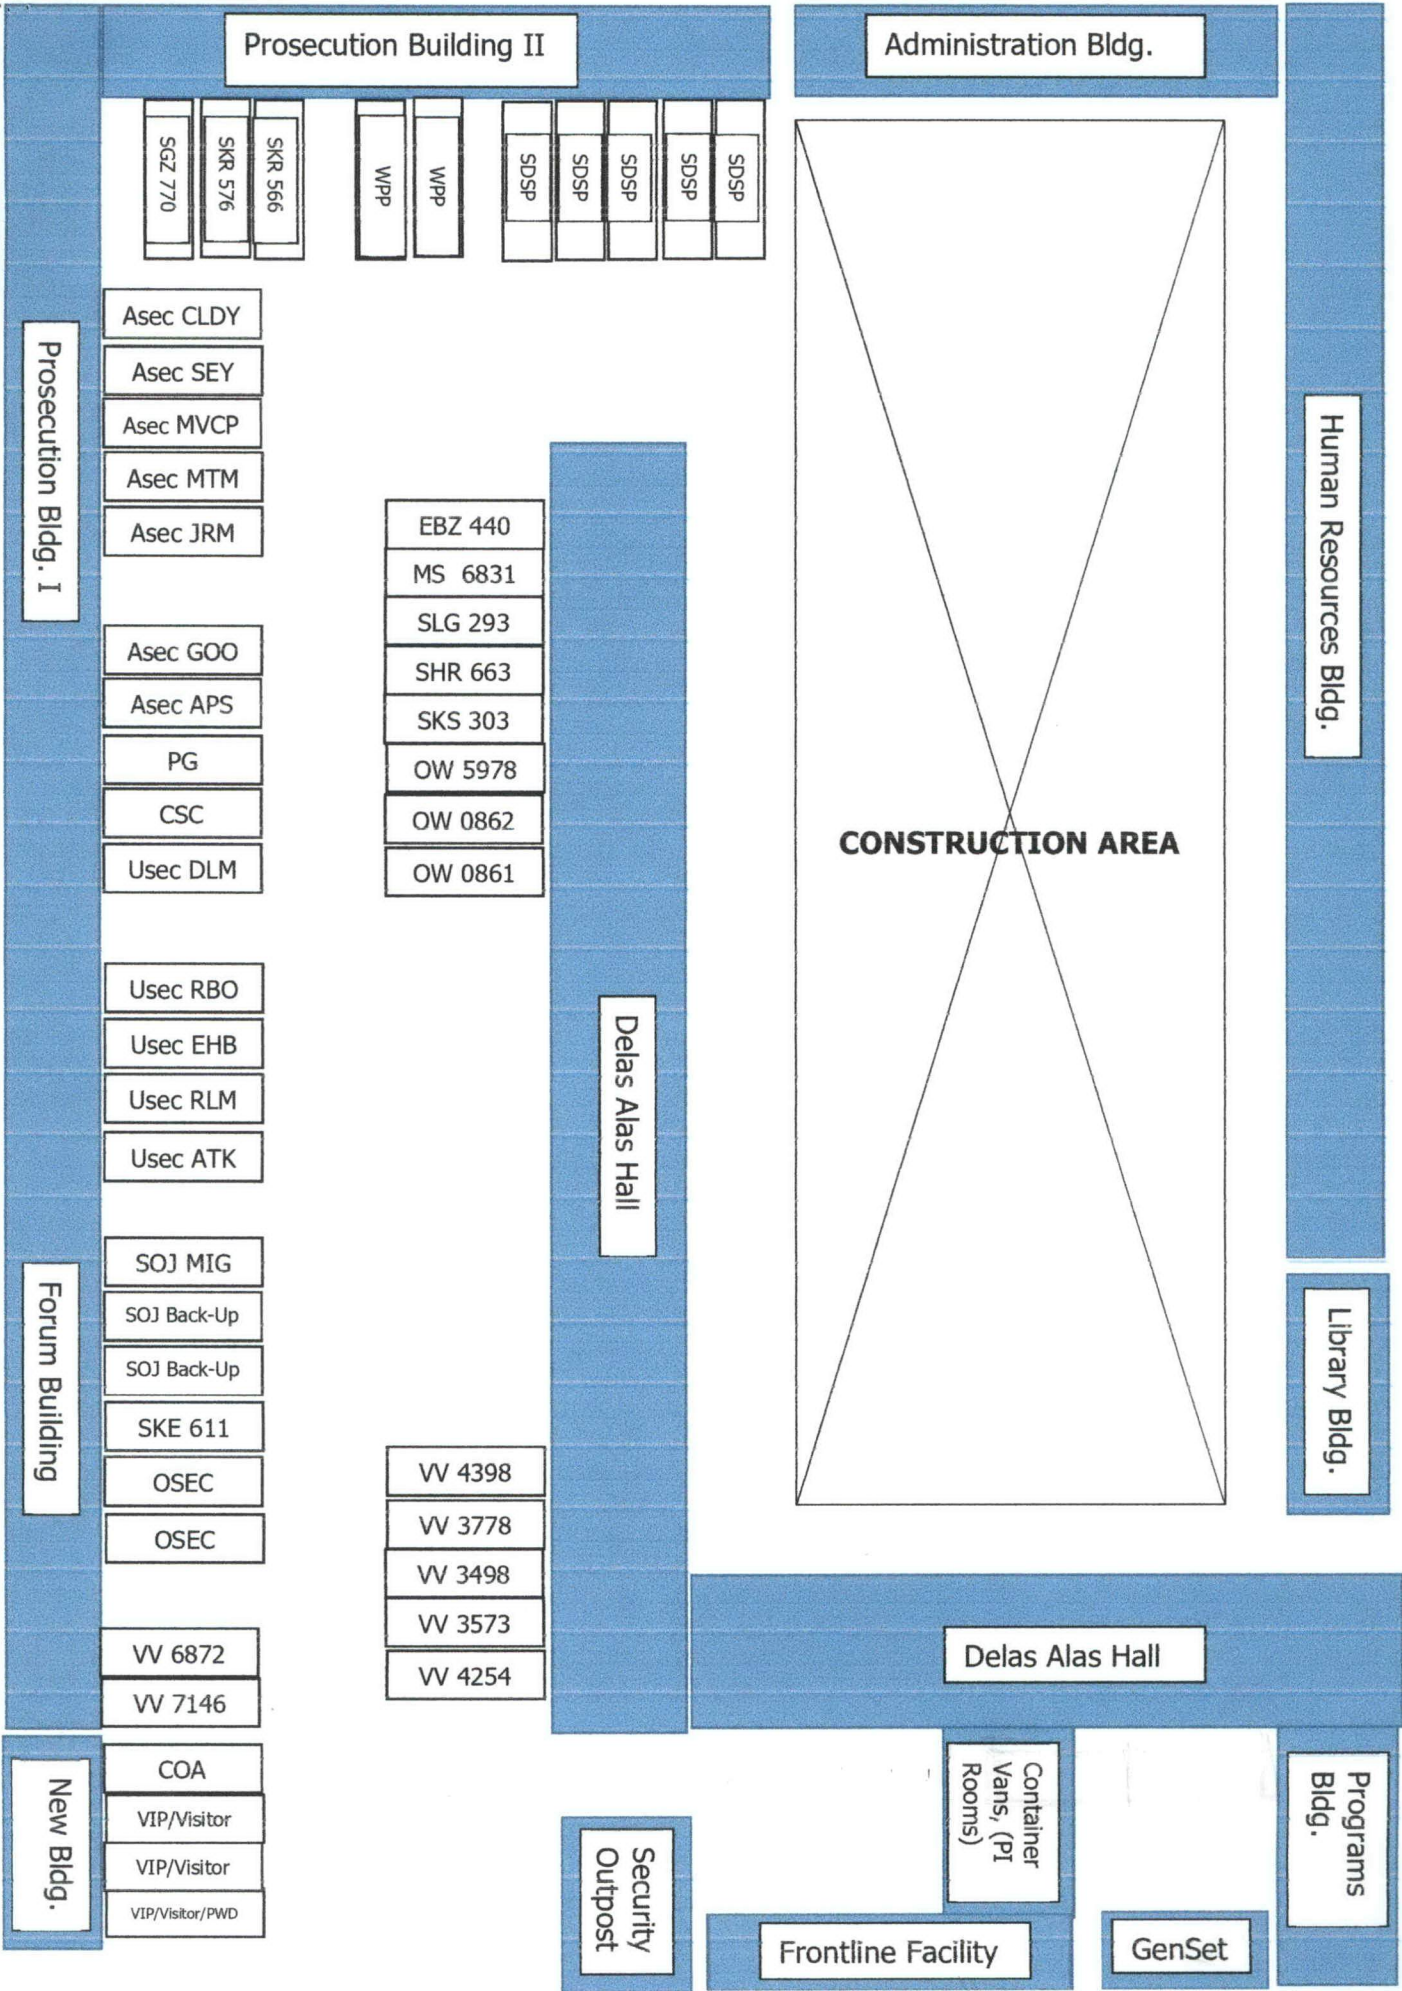 Prosecution Building II
Administration Bldg.
SGZ 770
SKR 576
SKR 566
WPP
WPP
SDSP
SDSP
SDSP
SDSP
SDSP
Prosecution Bldg. I
Asec CLDY
Asec SEY
Asec MVCP
Asec MTM
Asec JRM
Asec GOO
Asec APS
PG
CSC
Usec DLM
Usec RBO
Usec EHB
Usec RLM
Usec ATK
Forum Building
SOJ MIG
SOJ Back-Up
SOJ Back-Up
SKE 611
OSEC
OSEC
VV 6872
VV 7146
New Bldg.
COA
VIP/Visitor
VIP/Visitor
VIP/Visitor/PWD
EBZ 440
MS 6831
SLG 293
SHR 663
SKS 303
OW 5978
OW 0862
OW 0861
VV 4398
VV 3778
VV 3498
VV 3573
VV 4254
Delas Alas Hall
CONSTRUCTION AREA
Human Resources Bldg.
Library Bldg.
Delas Alas Hall
Security
Outpost
Container
Vans, (PI
Rooms)
Programs
Bldg.
Frontline Facility
GenSet